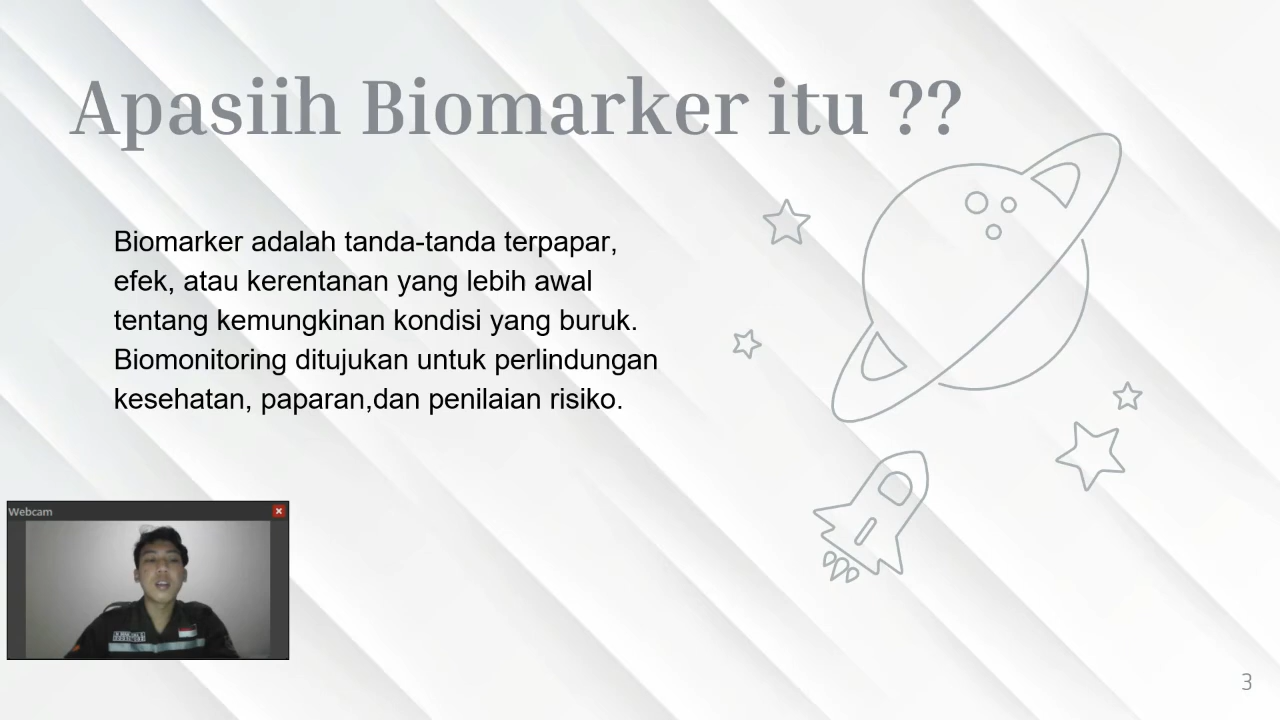 Apasiih Biomarker itu ??
Biomarker adalah tanda-tanda terpapar,
efek, atau kerentanan yang lebih awal
tentang kemungkinan kondisi yang buruk.
Biomonitoring ditujukan untuk perlindungan
kesehatan, paparan,dan penilaian risiko.
Webcam
3